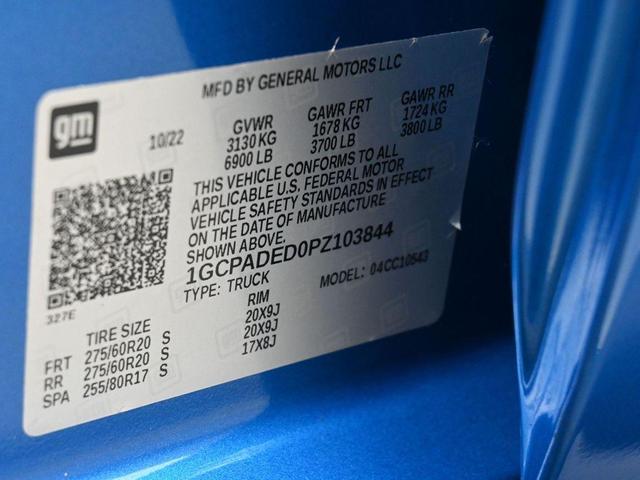 MFD BY GENERAL MOTORS LLC
gm
10/22
GVWR GAWR FRT GAWR RR
3130 KG 1678 KG 1724 KG
6900 LB 3700 LB 3800 LB
THIS VEHICLE CONFORMS TO ALL
APPLICABLE U.S. FEDERAL MOTOR
VEHICLE SAFETY STANDARDS IN EFFECT
ON THE DATE OF MANUFACTURE
SHOWN ABOVE.
1GCPADED0PZ103844
TYPE: TRUCK MODEL: 04CC10543
327E
TIRE SIZE RIM
FRT 275/60R20 S 20X9J
RR 275/60R20 S 20X9J
SPA 255/80R17 S 17X8J